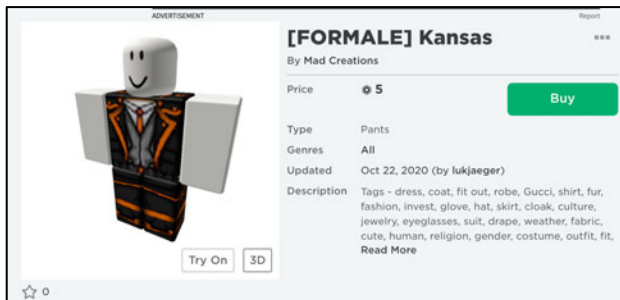 ADVERTISEMENT
Report
[FORMALE] Kansas
By Mad Creations
Price 5
Buy
Type Pants
Genres All
Updated Oct 22, 2020 (by lukjaeger)
Description Tags - dress, coat, fit out, robe, Gucci, shirt, fur,
fashion, invest, glove, hat, skirt, cloak, culture,
jewelry, eyeglasses, suit, drape, weather, fabric,
cute, human, religion, gender, costume, outfit, fit,
Read More
Try On 3D
0